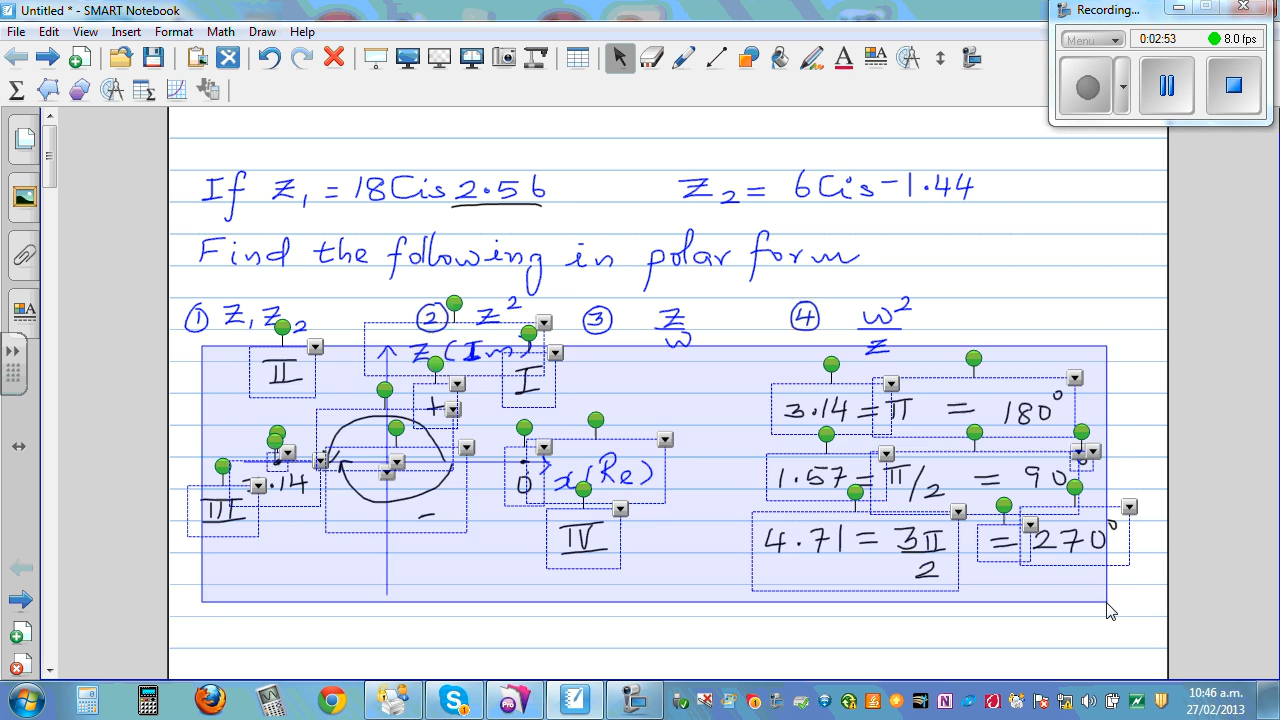 Untitled * - SMART Notebook
Recording...
File Edit View Insert Format Math Draw Help
Menu
0:02:53
8.0 fps
If Z₁ = 18Cis 2.56 Z₂ = 6Cis -1.44
Find the following in polar form
① Z₁ Z₂ ② Z² ③ Z/w ④ w²/Z
II Z (Im) I
+ 3.14 = π = 180°
3.14 0 x(Re) 1.57 = π/2 = 90°
III - IV 4.71 = 3π/2 = 270°
10:46 a.m.
27/02/2013